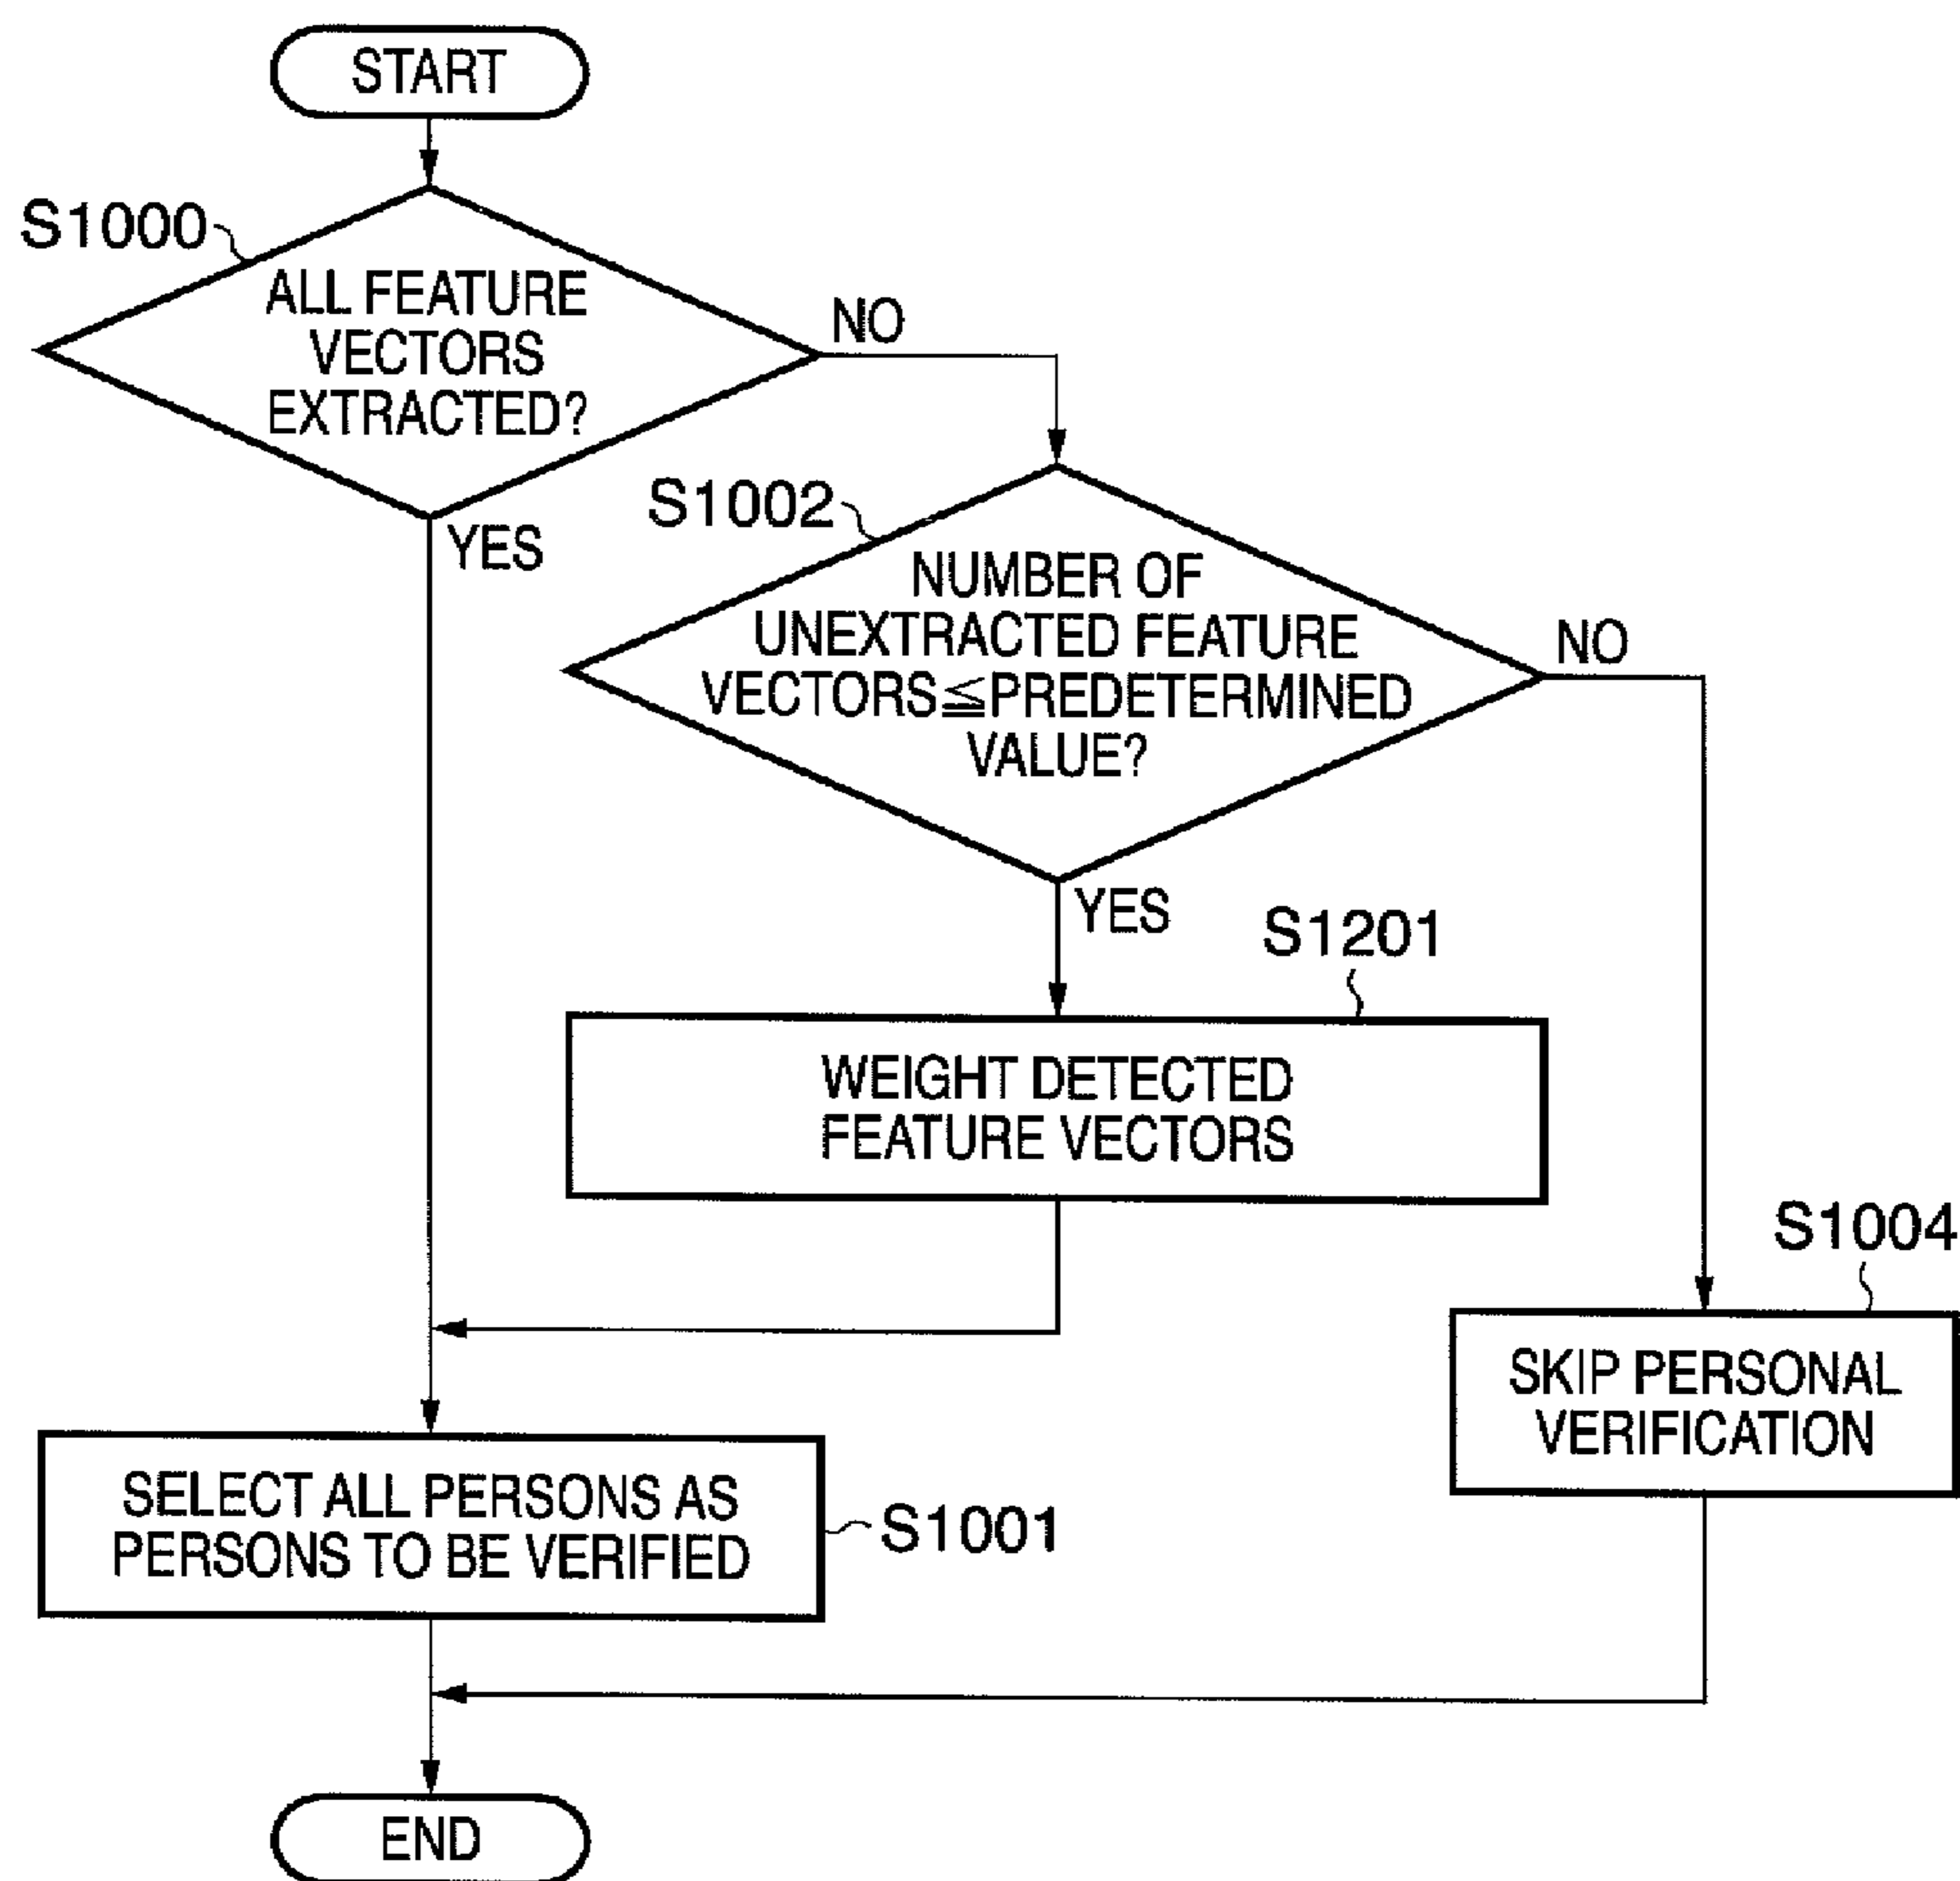 START
S1000
ALL FEATURE
VECTORS
EXTRACTED?
NO
YES
S1002
NUMBER OF
UNEXTRACTED FEATURE
VECTORS≦PREDETERMINED
VALUE?
NO
YES
S1201
WEIGHT DETECTED
FEATURE VECTORS
S1004
SKIP PERSONAL
VERIFICATION
SELECT ALL PERSONS AS
PERSONS TO BE VERIFIED
S1001
END